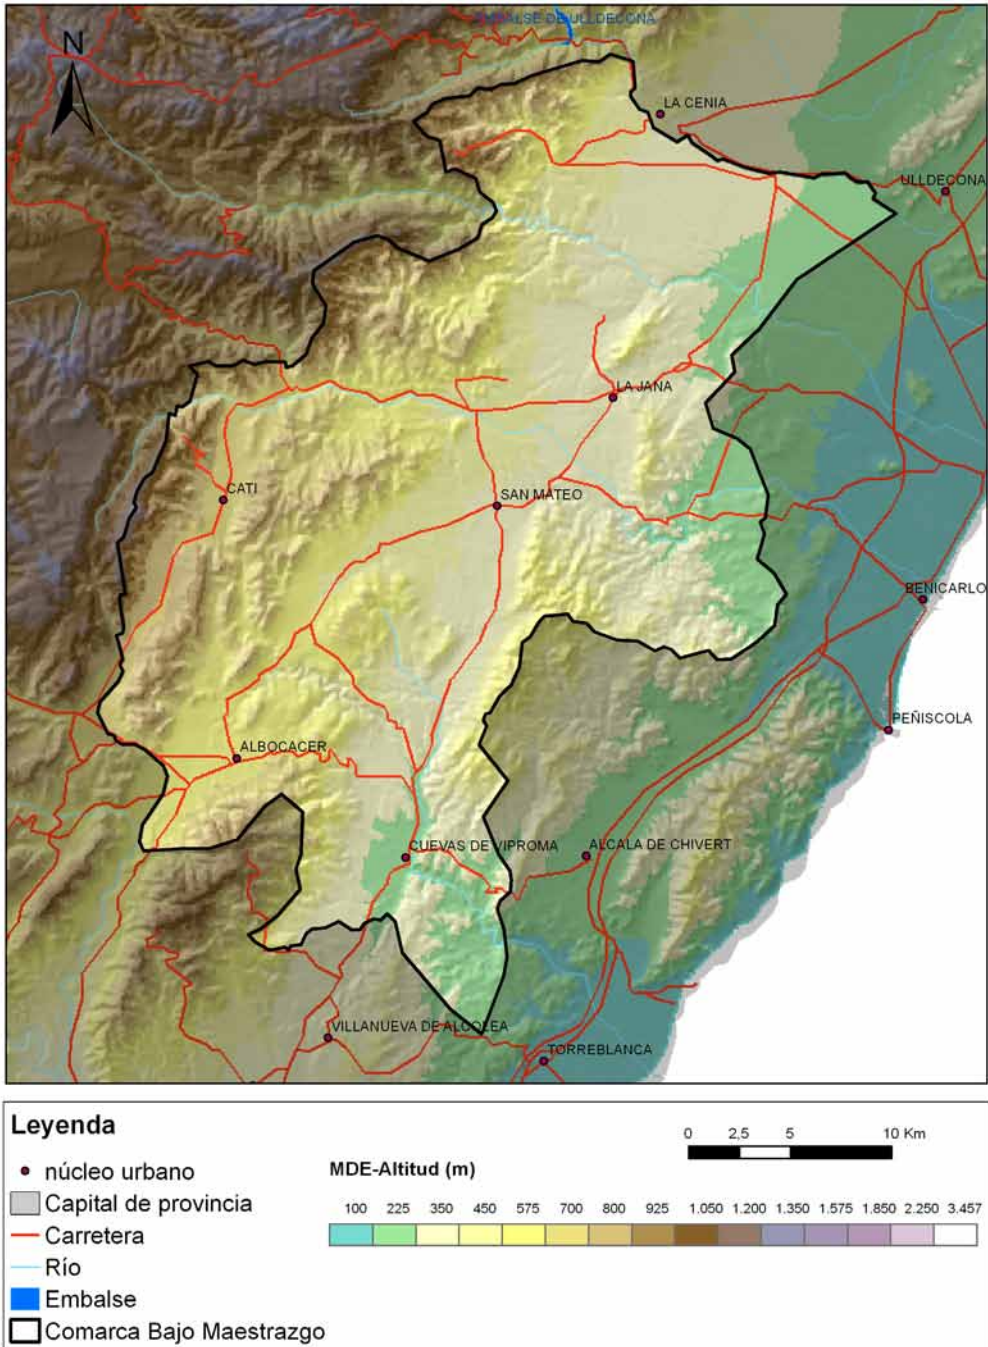 EMBALSE DE ULLDECONA
N
LA CENIA
ULLDECONA
LA JANA
CATI
SAN MATEO
BENICARLO
PEÑISCOLA
ALBOCACER
CUEVAS DE VIPROMA
ALCALA DE CHIVERT
VILLANUEVA DE ALCOLEA
TORREBLANCA
Leyenda
núcleo urbano
Capital de provincia
Carretera
Río
Embalse
Comarca Bajo Maestrazgo
MDE-Altitud (m)
100 225 350 450 575 700 800 925 1.050 1.200 1.350 1.575 1.850 2.250 3.457
0 2,5 5 10 Km